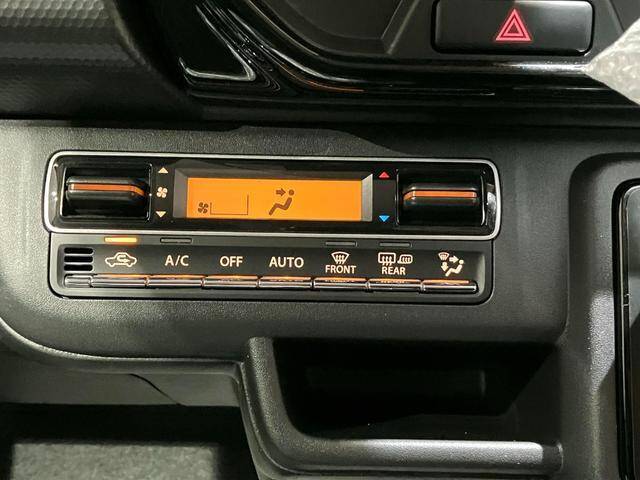 A/C OFF AUTO FRONT REAR